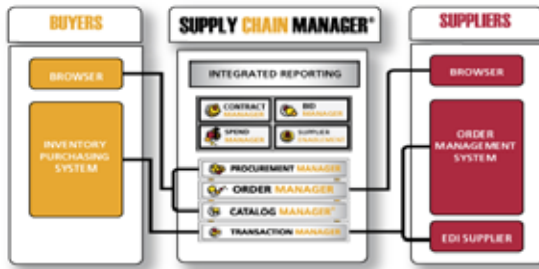 BUYERS
SUPPLY CHAIN MANAGER®
SUPPLIERS
BROWSER
INVENTORY
PURCHASING
SYSTEM
INTEGRATED REPORTING
CONTRACT
MANAGER
BID
MANAGER
SPEND
MANAGER
SUPPLIER
ENABLEMENT
PROCUREMENT MANAGER
ORDER MANAGER
CATALOG MANAGER
TRANSACTION MANAGER
BROWSER
ORDER
MANAGEMENT
SYSTEM
EDI SUPPLIER